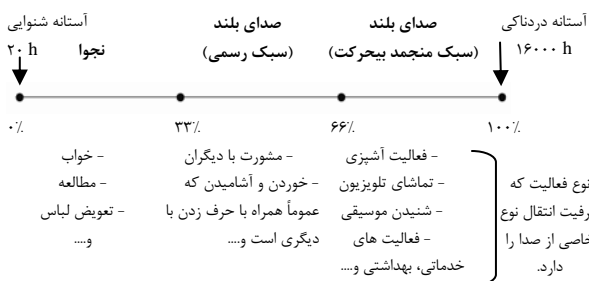 آستانه شنوایی
صدای بلند
صدای بلند
آستانه دردناکی
۲۰ h
نجوا
(سبک رسمی)
(سبک منجمد بیحرکت)
۱۶۰۰۰ h
۰٪
۳۳٪
۶۶٪
۱۰۰٪
- خواب
- مطالعه
- تعویض لباس
و....
- مشورت با دیگران
- خوردن و آشامیدن که
عموماً همراه با حرف زدن با
دیگری است و....
- فعالیت آشپزی
- تماشای تلویزیون
- شنیدن موسیقی
- فعالیت های
خدماتی، بهداشتی و....
نوع فعالیت که
رفیت انتقال نوع
خاصی از صدا را
دارد.